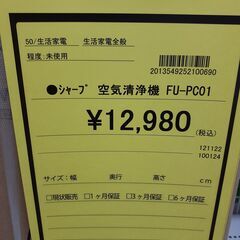 50/生活家電 生活家電全般
程度:未使用
2013549252100690
●シャープ 空気清浄機 FU-PC01
¥12,980(税込)
121122
100124
サイズ:幅 奥行 高さ cm
□現状販売 □1ヶ月保証 □3ヶ月保証 □6ヶ月保証